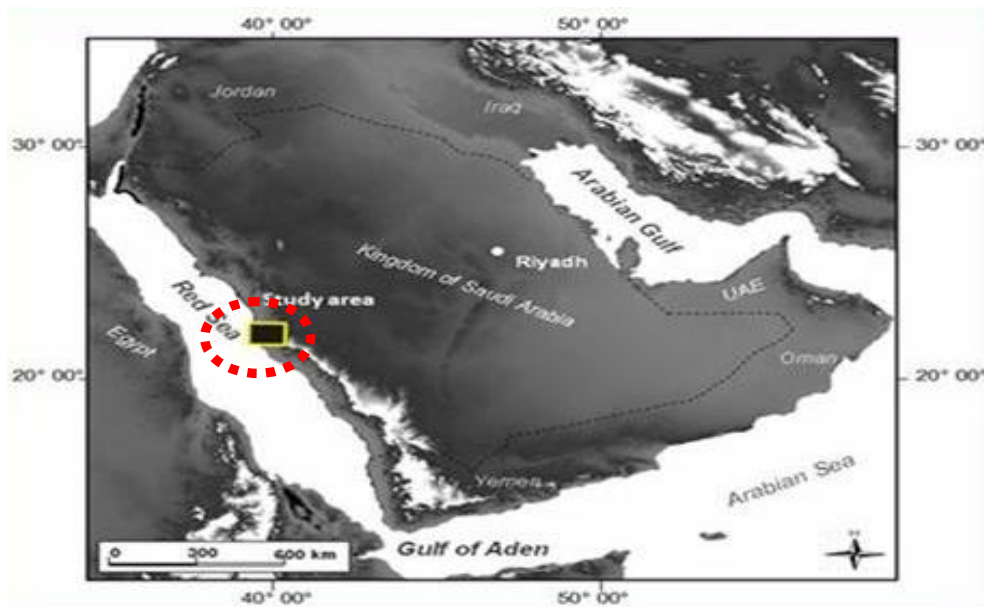 40° 00'
50° 00'
Jordan
Iraq
30° 00'
30° 00'
Arabian Gulf
Riyadh
Kingdom of Saudi Arabia
UAE
Study area
Red Sea
Egypt
Oman
20° 00'
20° 00'
Yemen
Arabian Sea
Gulf of Aden
0 300 600 km
N
40° 00'
50° 00'